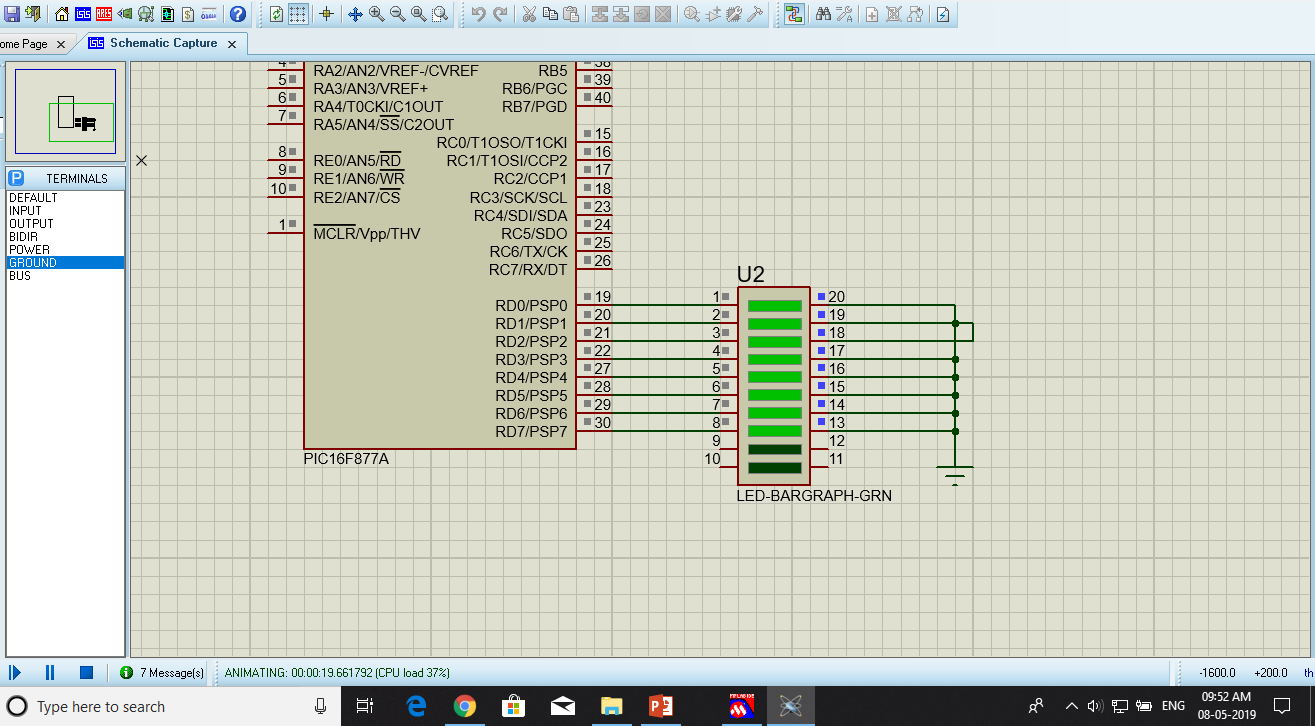 ome Page
Schematic Capture
TERMINALS
DEFAULT
INPUT
OUTPUT
BIDIR
POWER
GROUND
BUS
4
5
6
7
8
9
10
1
RA2/AN2/VREF-/CVREF
RA3/AN3/VREF+
RA4/T0CKI/C1OUT
RA5/AN4/SS/C2OUT
RE0/AN5/RD
RE1/AN6/WR
RE2/AN7/CS
MCLR/Vpp/THV
RB5
RB6/PGC
RB7/PGD
RC0/T1OSO/T1CKI
RC1/T1OSI/CCP2
RC2/CCP1
RC3/SCK/SCL
RC4/SDI/SDA
RC5/SDO
RC6/TX/CK
RC7/RX/DT
RD0/PSP0
RD1/PSP1
RD2/PSP2
RD3/PSP3
RD4/PSP4
RD5/PSP5
RD6/PSP6
RD7/PSP7
38
39
40
15
16
17
18
23
24
25
26
19
20
21
22
27
28
29
30
PIC16F877A
U2
1
2
3
4
5
6
7
8
9
10
20
19
18
17
16
15
14
13
12
11
LED-BARGRAPH-GRN
7 Message(s)
ANIMATING: 00:00:19.661792 (CPU load 37%)
-1600.0
+200.0
th
Type here to search
ENG
09:52 AM
08-05-2019